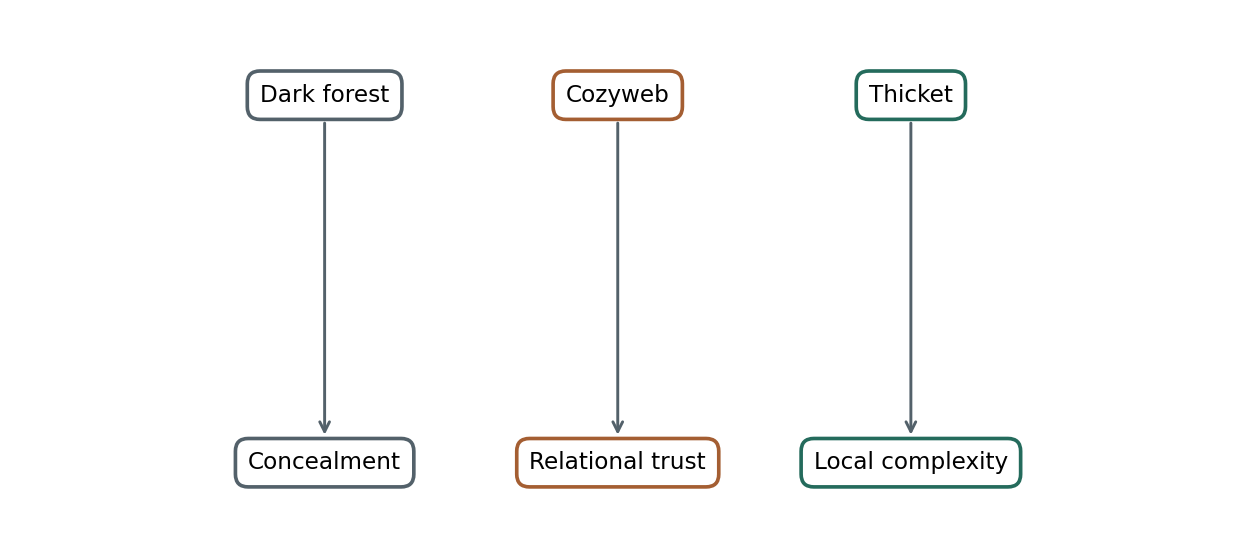 Dark forest
Cozyweb
Thicket
Concealment
Relational trust
Local complexity